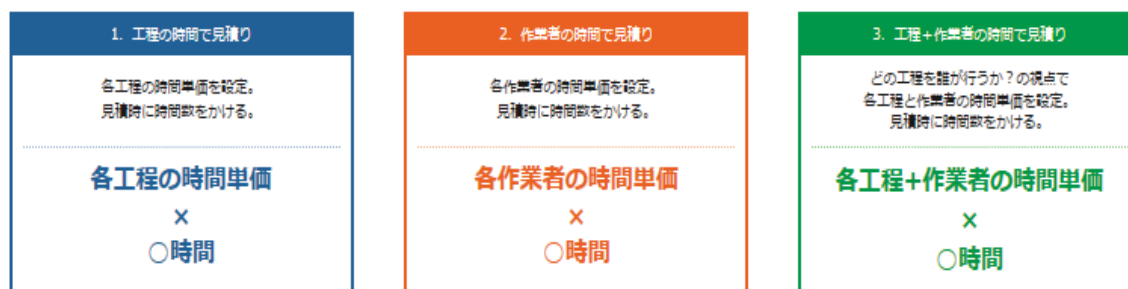 1. 工程の時間で見積り
各工程の時間単価を設定。
見積時に時間数をかける。
各工程の時間単価
×
○時間
2. 作業者の時間で見積り
各作業者の時間単価を設定。
見積時に時間数をかける。
各作業者の時間単価
×
○時間
3. 工程+作業者の時間で見積り
どの工程を誰が行うか？の視点で
各工程と作業者の時間単価を設定。
見積時に時間数をかける。
各工程+作業者の時間単価
×
○時間